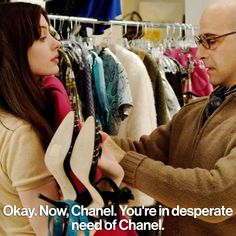 Okay. Now, Chanel. You're in desperate
need of Chanel.